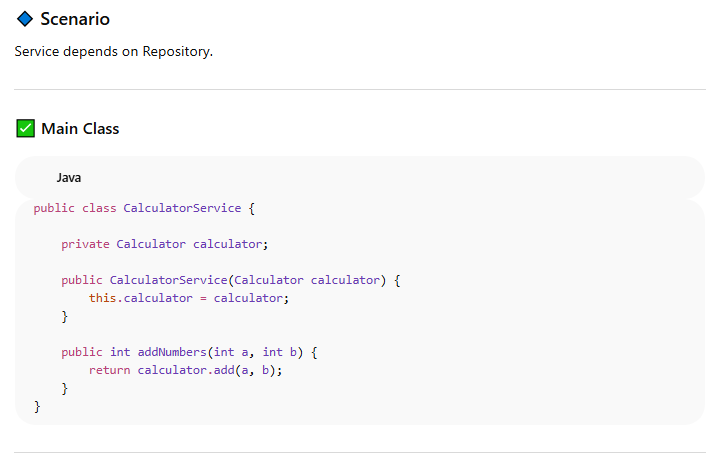 Scenario
Service depends on Repository.
Main Class
Java
public class CalculatorService {
    private Calculator calculator;
    public CalculatorService(Calculator calculator) {
        this.calculator = calculator;
    }
    public int addNumbers(int a, int b) {
        return calculator.add(a, b);
    }
}